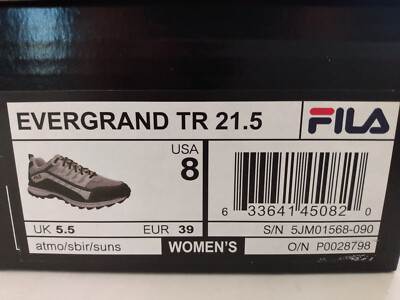 EVERGRAND TR 21.5
FILA
USA
8
UK 5.5 EUR 39
6 33641 45082 0
S/N 5JM01568-090
atmo/sbir/suns
WOMEN'S
O/N P0028798